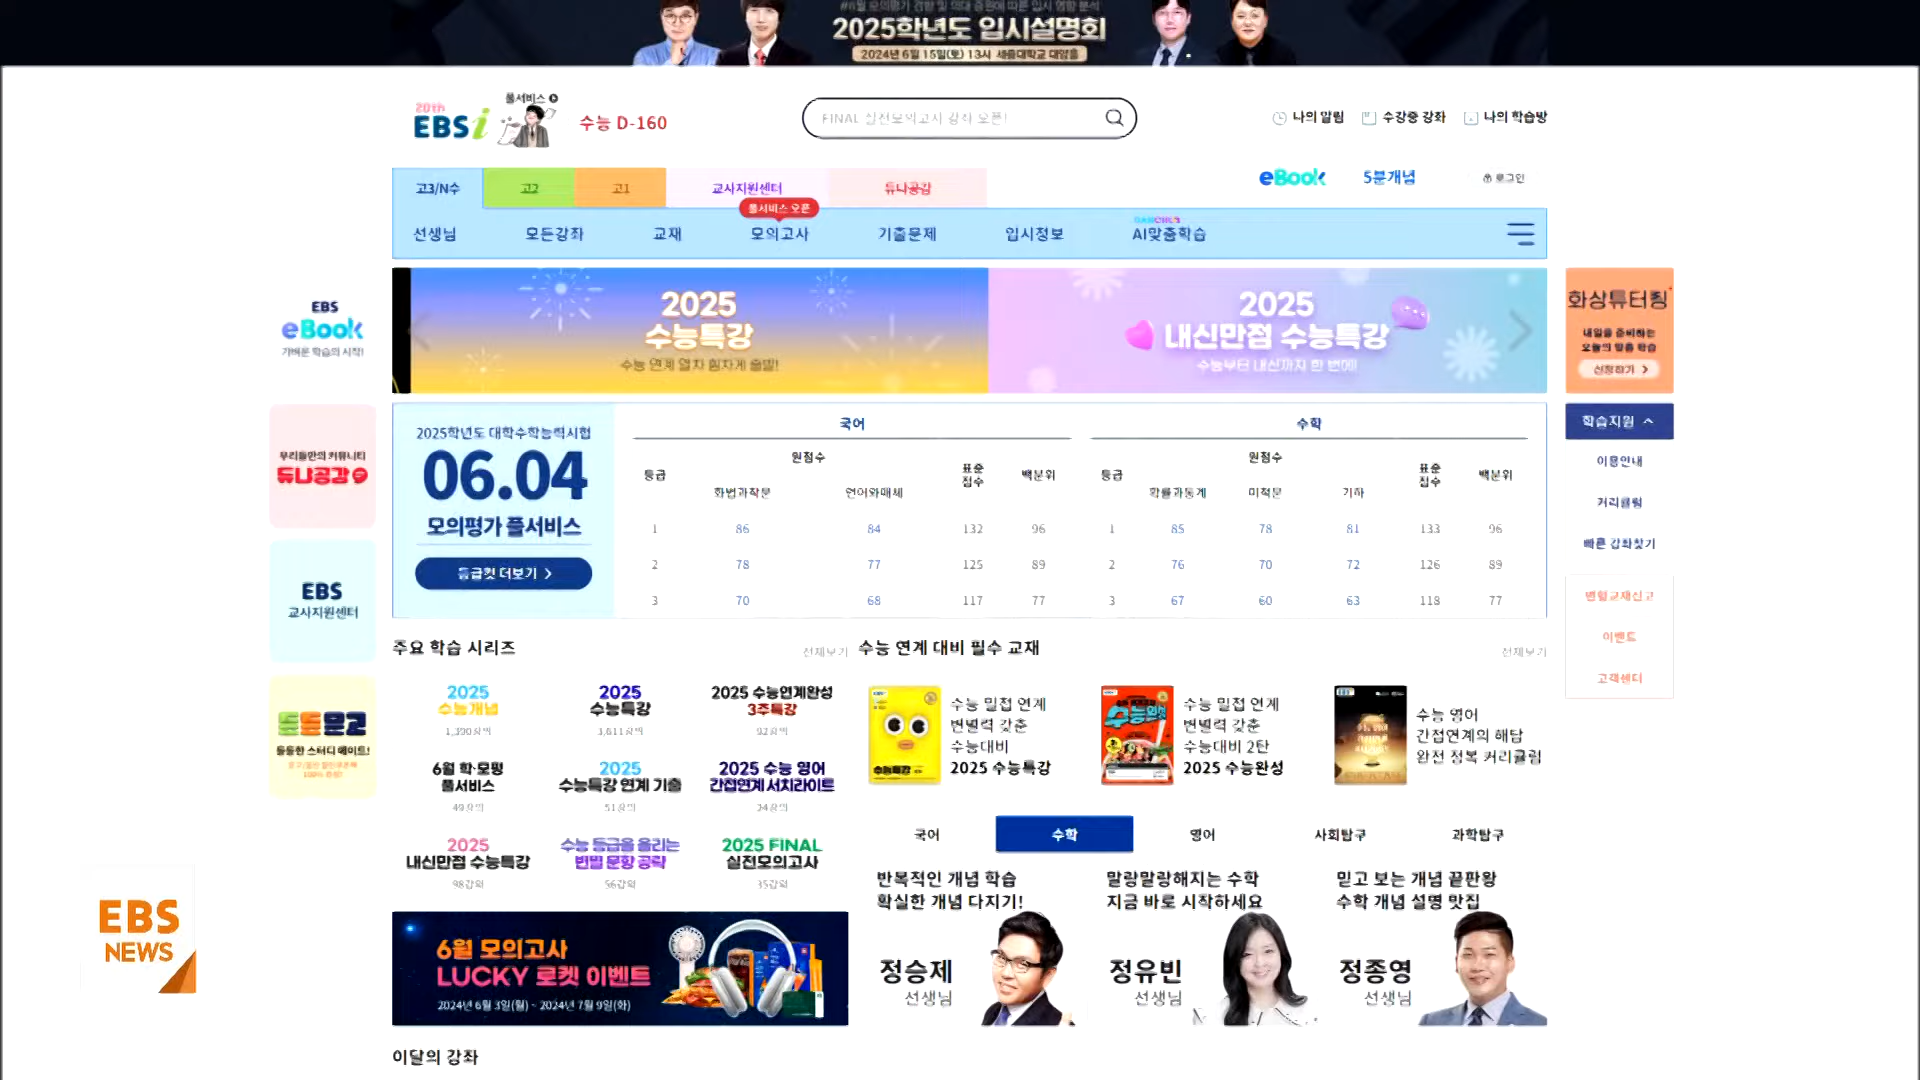 2025학년도 입시설명회
2024년 6월 15일(토) 13시 세종대학교 대양홀
20th
EBSi
풀서비스
수능 D-160
FINAL 실전모의고사 강좌 오픈!
나의 알림
수강중 강좌
나의 학습방
고3/N수
고2
고1
교사지원센터
듀나공감
eBook
5분개념
로그인
풀서비스 오픈
선생님
모든강좌
교재
모의고사
기출문제
입시정보
AI맞춤학습
EBS
eBook
가벼운 학습의 시작!
2025
수능특강
수능 연계 열차 힘차게 출발!
2025
내신만점 수능특강
수능부터 내신까지 한 번에!
화상튜터링
내일을 준비하는
오늘의 맞춤 학습
신청하기
우리들만의 커뮤니티
듀나공감
EBS
교사지원센터
든든문고
든든한 스터디 메이트!
2025학년도 대학수학능력시험
06.04
모의평가 풀서비스
등급컷 더보기
국어
등급 원점수 표준점수 백분위
화법과작문 언어와매체
1 86 84 132 96
2 78 77 125 89
3 70 68 117 77
수학
등급 원점수 표준점수 백분위
확률과통계 미적분 기하
1 85 78 81 133 96
2 76 70 72 126 89
3 67 60 63 118 77
학습지원
이용안내
커리큘럼
빠른 강좌찾기
변형교재신고
이벤트
고객센터
주요 학습 시리즈
전체보기
2025
수능개념
2025
수능특강
2025 수능연계완성
3주특강
92강의
6월 학·모평
풀서비스
49강의
2025
수능특강 연계 기출
51강의
2025 수능 영어
간접연계 서치라이트
24강의
2025
내신만점 수능특강
98강의
수능 등급을 올리는
변별 문항 공략
56강의
2025 FINAL
실전모의고사
35강의
수능 연계 대비 필수 교재
전체보기
수능 밀접 연계
변별력 갖춘
수능대비
2025 수능특강
수능 밀접 연계
변별력 갖춘
수능대비 2탄
2025 수능완성
수능 영어
간접연계의 해답
완전 정복 커리큘럼
국어
수학
영어
사회탐구
과학탐구
반복적인 개념 학습
확실한 개념 다지기!
정승제
선생님
말랑말랑해지는 수학
지금 바로 시작하세요
정유빈
선생님
믿고 보는 개념 끝판왕
수학 개념 설명 맛집
정종영
선생님
6월 모의고사
LUCKY 로켓 이벤트
2024년 6월 3일(월) ~ 2024년 7월 9일(화)
이달의 강좌
EBS
NEWS